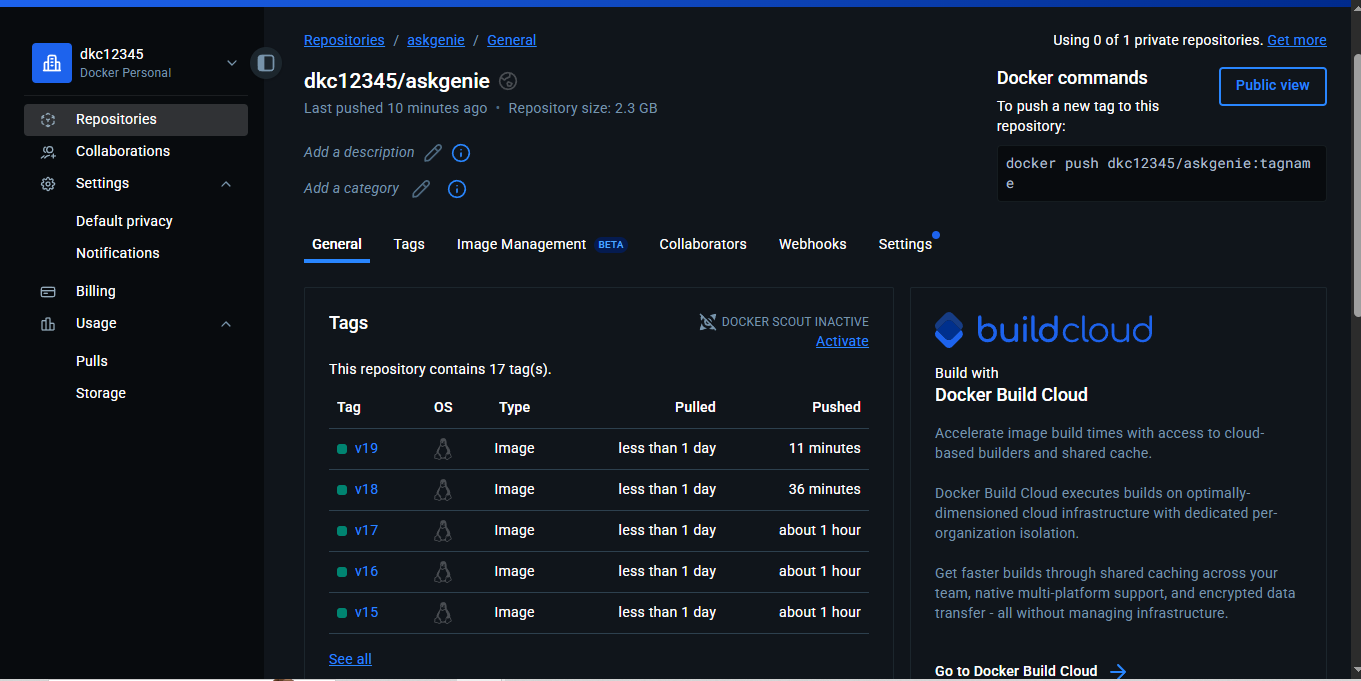 dkc12345
Docker Personal
Repositories
Collaborations
Settings
Default privacy
Notifications
Billing
Usage
Pulls
Storage
Repositories / askgenie / General
Using 0 of 1 private repositories. Get more
dkc12345/askgenie
Last pushed 10 minutes ago • Repository size: 2.3 GB
Add a description
Add a category
Docker commands
Public view
To push a new tag to this
repository:
docker push dkc12345/askgenie:tagnam
e
General Tags Image Management BETA Collaborators Webhooks Settings
Tags
DOCKER SCOUT INACTIVE
Activate
This repository contains 17 tag(s).
Tag OS Type Pulled Pushed
v19 Image less than 1 day 11 minutes
v18 Image less than 1 day 36 minutes
v17 Image less than 1 day about 1 hour
v16 Image less than 1 day about 1 hour
v15 Image less than 1 day about 1 hour
See all
buildcloud
Build with
Docker Build Cloud
Accelerate image build times with access to cloud-
based builders and shared cache.
Docker Build Cloud executes builds on optimally-
dimensioned cloud infrastructure with dedicated per-
organization isolation.
Get faster builds through shared caching across your
team, native multi-platform support, and encrypted data
transfer - all without managing infrastructure.
Go to Docker Build Cloud